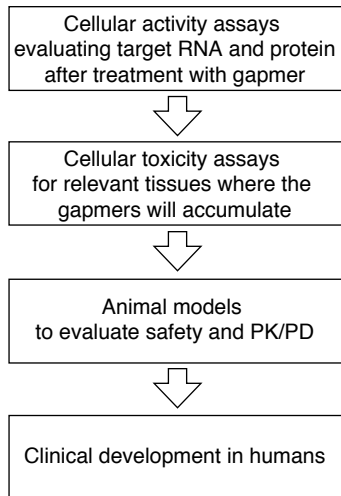 Cellular activity assays
evaluating target RNA and protein
after treatment with gapmer
Cellular toxicity assays
for relevant tissues where the
gapmers will accumulate
Animal models
to evaluate safety and PK/PD
Clinical development in humans